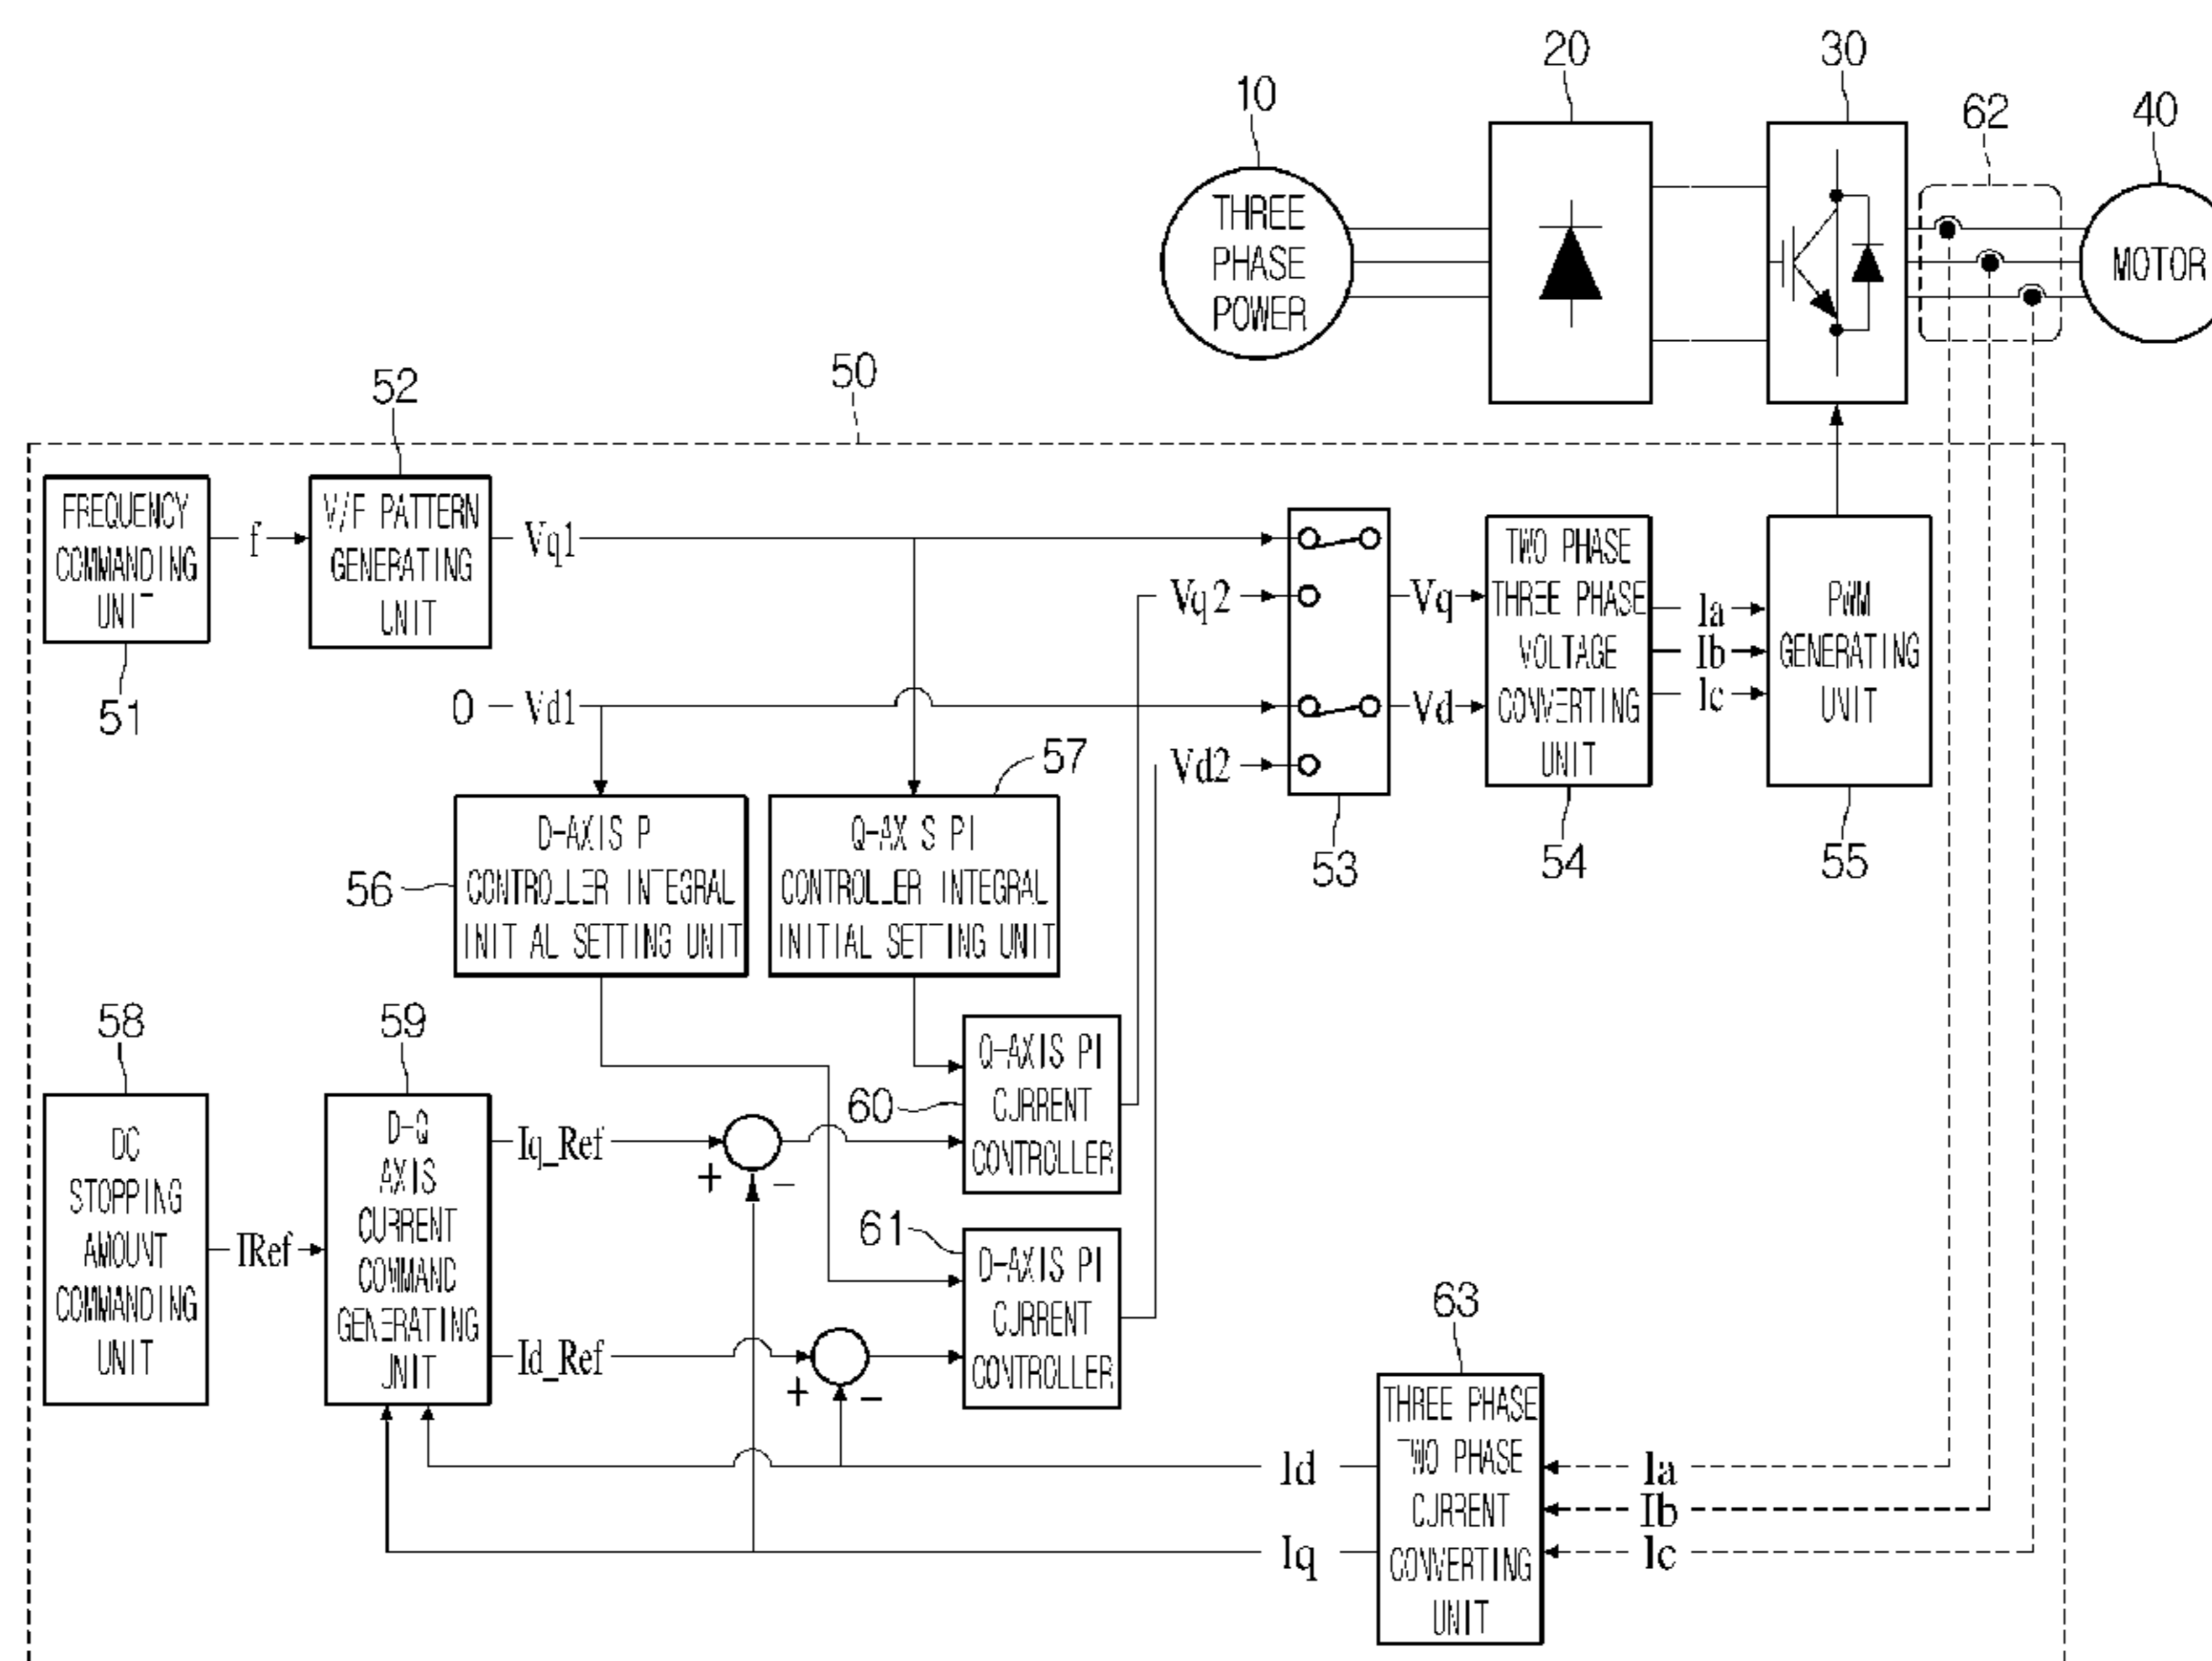 20
30
10
62
40
THREE
PHASE
POWER
MOTOR
50
52
FREQUENCY
COMMANDING
UNIT
51
f
V/F PATTERN
GENERATING
UNIT
Vq1
Vq2
0
Vd1
Vd2
53
Vq
Vd
TWO PHASE
THREE PHASE
VOLTAGE
CONVERTING
UNIT
54
Ia
Ib
Ic
PWM
GENERATING
UNIT
55
57
56
D-AXIS P
CONTROLLER INTEGRAL
INIT AL SETTING UNIT
Q-AX S PI
CONTROLLER INTEGRAL
INITIAL SETTING UNIT
58
59
DC
STOPPING
AMOUNT
COMMANDING
UNIT
IRef
D-Q
AXIS
CURRENT
COMMAND
GENERATING
UNIT
Iq_Ref
+
−
Id_Ref
+
−
60
Q-AXIS PI
CURRENT
CONTROLLER
61
D-AXIS PI
CURRENT
CONTROLLER
63
THREE PHASE
TWO PHASE
CURRENT
CONVERTING
UNIT
Id
Iq
Ia
Ib
Ic